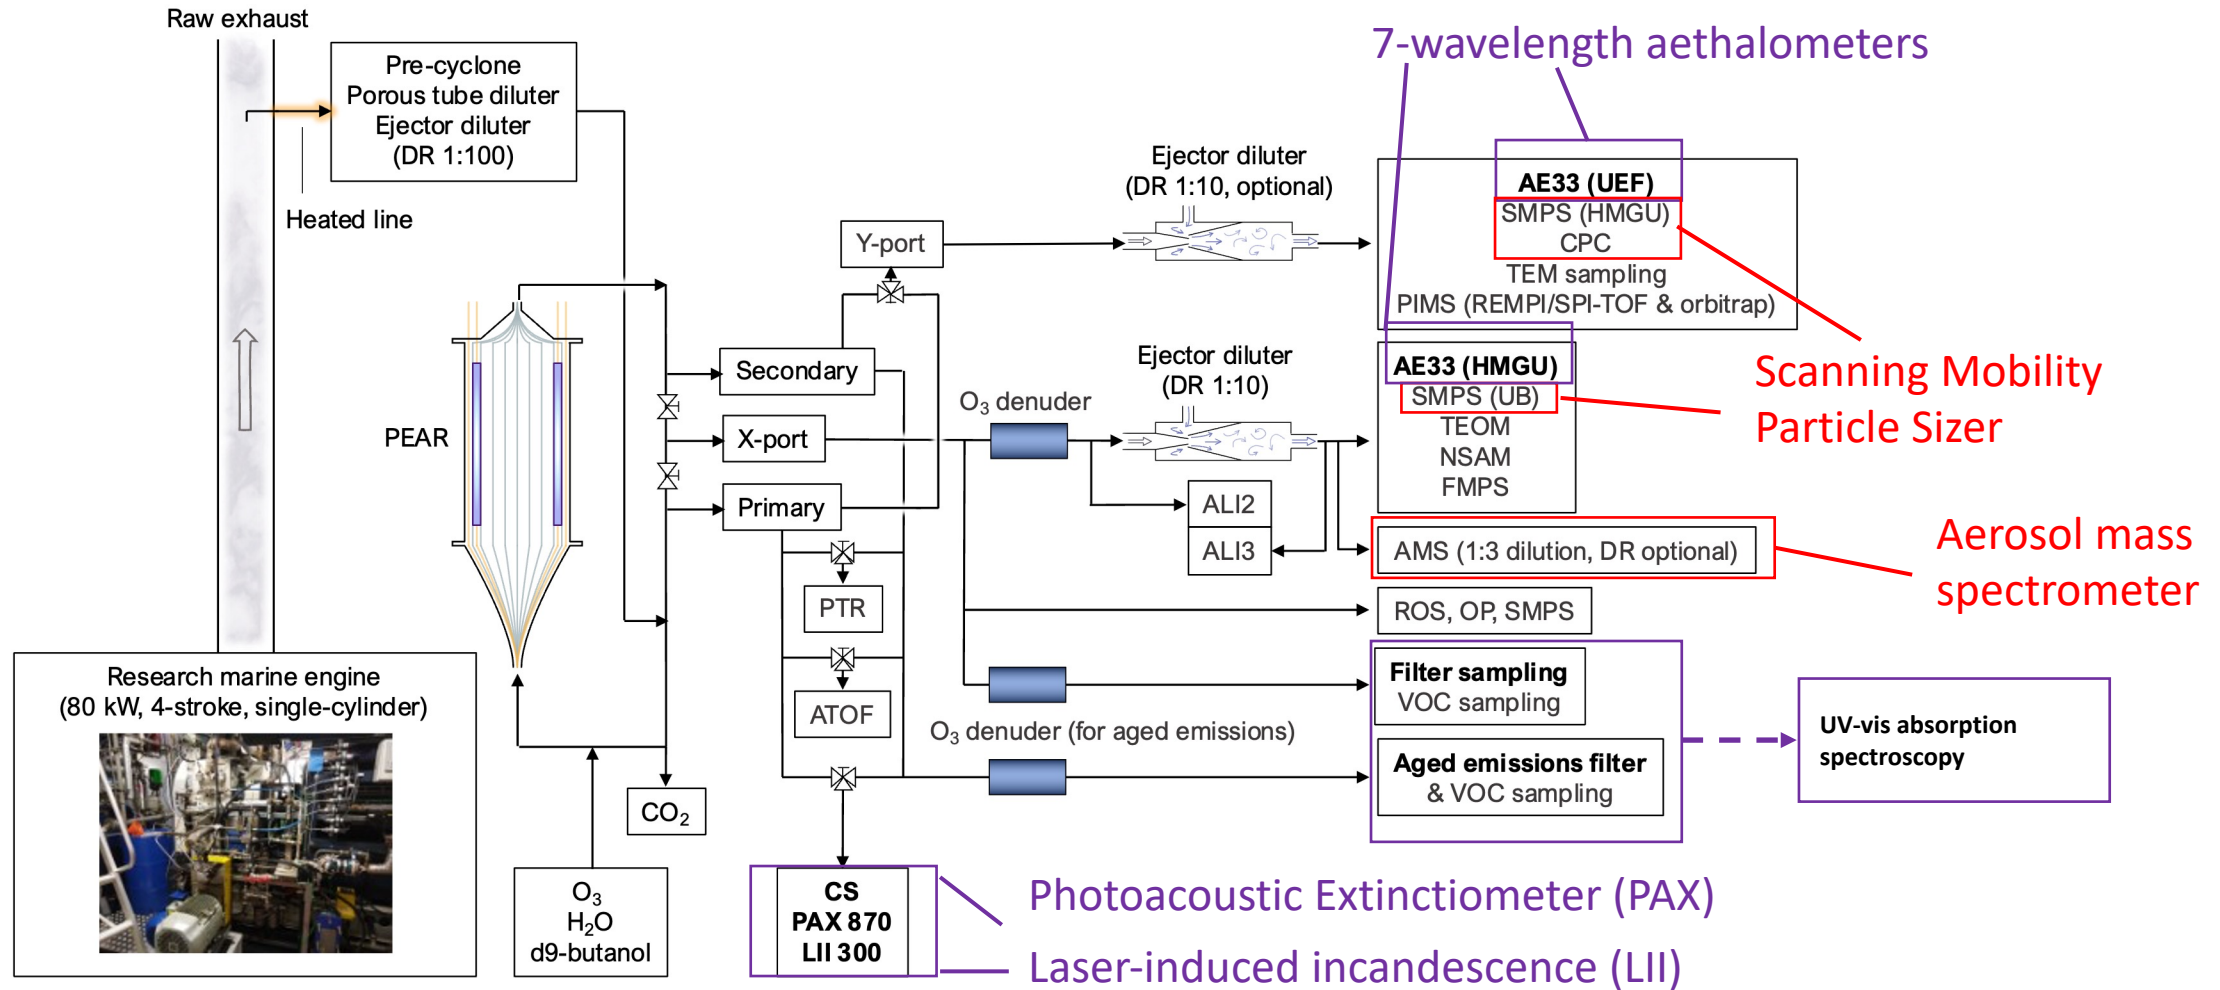 Raw exhaust
Pre-cyclone
Porous tube diluter
Ejector diluter
(DR 1:100)
Heated line
7-wavelength aethalometers
Ejector diluter
(DR 1:10, optional)
AE33 (UEF)
SMPS (HMGU)
CPC
TEM sampling
PIMS (REMPI/SPI-TOF & orbitrap)
Y-port
Secondary
X-port
Primary
PEAR
O₃ denuder
Ejector diluter
(DR 1:10)
AE33 (HMGU)
SMPS (UB)
TEOM
NSAM
FMPS
Scanning Mobility
Particle Sizer
ALI2
ALI3
AMS (1:3 dilution, DR optional)
Aerosol mass
spectrometer
PTR
ROS, OP, SMPS
ATOF
Filter sampling
VOC sampling
O₃ denuder (for aged emissions)
Aged emissions filter
& VOC sampling
UV-vis absorption
spectroscopy
Research marine engine
(80 kW, 4-stroke, single-cylinder)
CO₂
O₃
H₂O
d9-butanol
CS
PAX 870
LII 300
Photoacoustic Extinctiometer (PAX)
Laser-induced incandescence (LII)